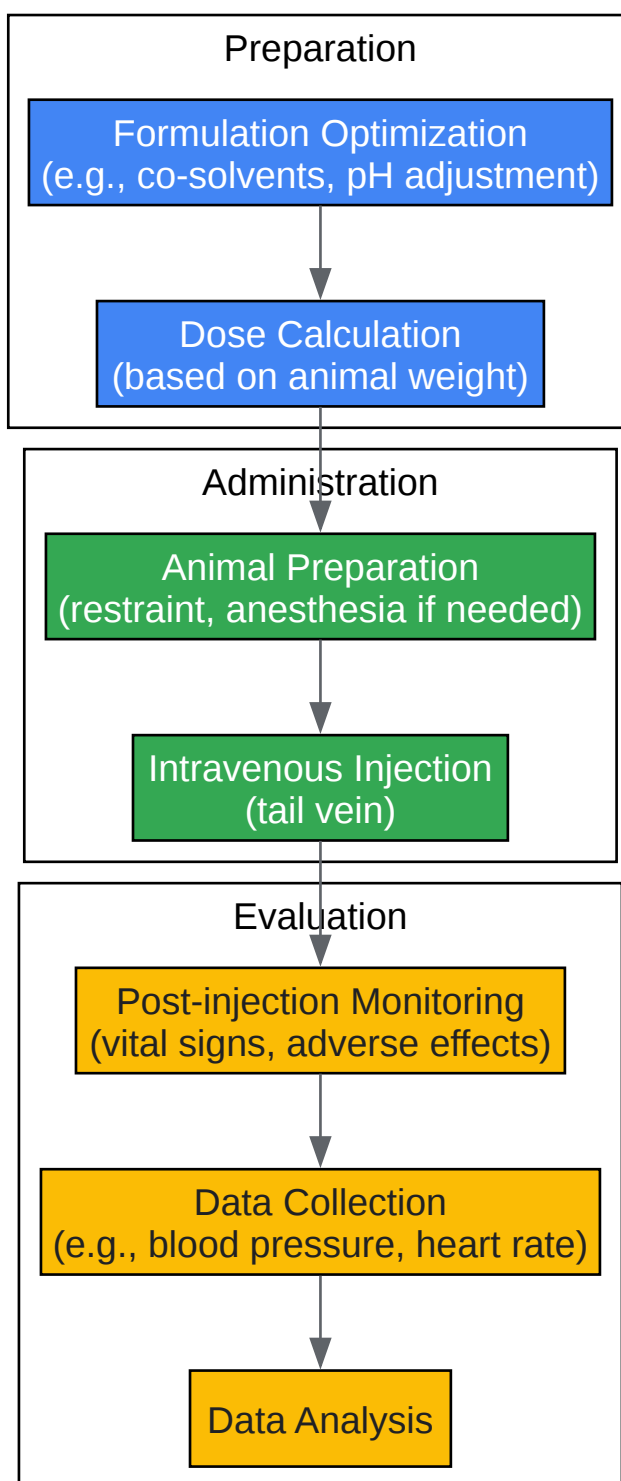 Preparation
Formulation Optimization
(e.g., co-solvents, pH adjustment)
Dose Calculation
(based on animal weight)
Administration
Animal Preparation
(restraint, anesthesia if needed)
Intravenous Injection
(tail vein)
Evaluation
Post-injection Monitoring
(vital signs, adverse effects)
Data Collection
(e.g., blood pressure, heart rate)
Data Analysis